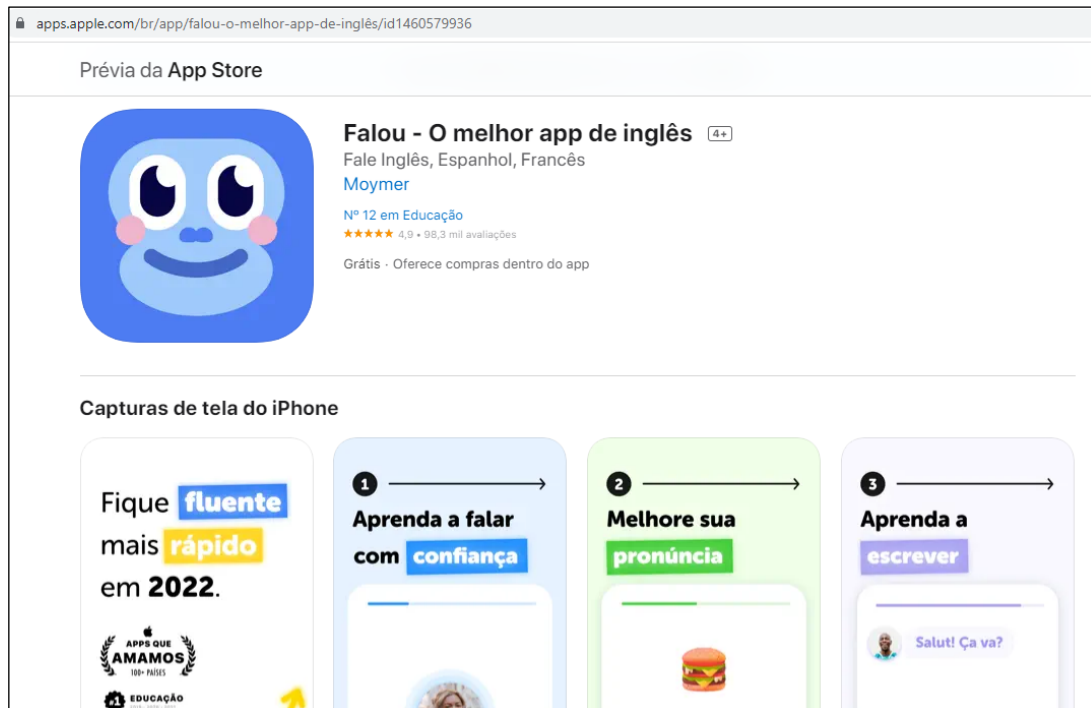 apps.apple.com/br/app/falou-o-melhor-app-de-inglês/id1460579936
Prévia da App Store
Falou - O melhor app de inglês 4+
Fale Inglês, Espanhol, Francês
Moymer
Nº 12 em Educação
★★★★★ 4,9 • 98,3 mil avaliações
Grátis · Oferece compras dentro do app
Capturas de tela do iPhone
Fique fluente
mais rápido
em 2022.
APPS QUE
AMAMOS
100+ PAÍSES
#1 EDUCAÇÃO
1
Aprenda a falar
com confiança
2
Melhore sua
pronúncia
3
Aprenda a
escrever
Salut! Ça va?